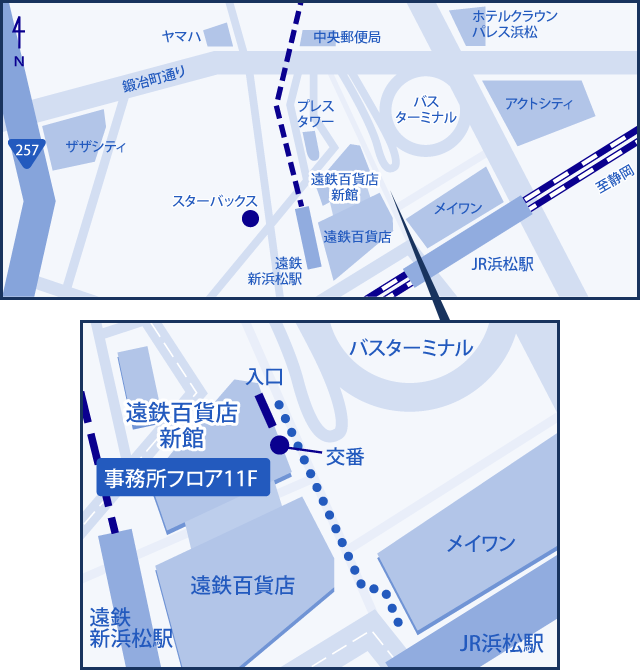 ホテルクラウン
パレス浜松
ヤマハ
中央郵便局
N
鍛冶町通り
プレス
タワー
バス
ターミナル
アクトシティ
257
ザザシティ
遠鉄百貨店
新館
至静岡
スターバックス
メイワン
遠鉄百貨店
遠鉄
新浜松駅
JR浜松駅
バスターミナル
入口
遠鉄百貨店
新館
交番
事務所フロア11F
メイワン
遠鉄百貨店
遠鉄
新浜松駅
JR浜松駅